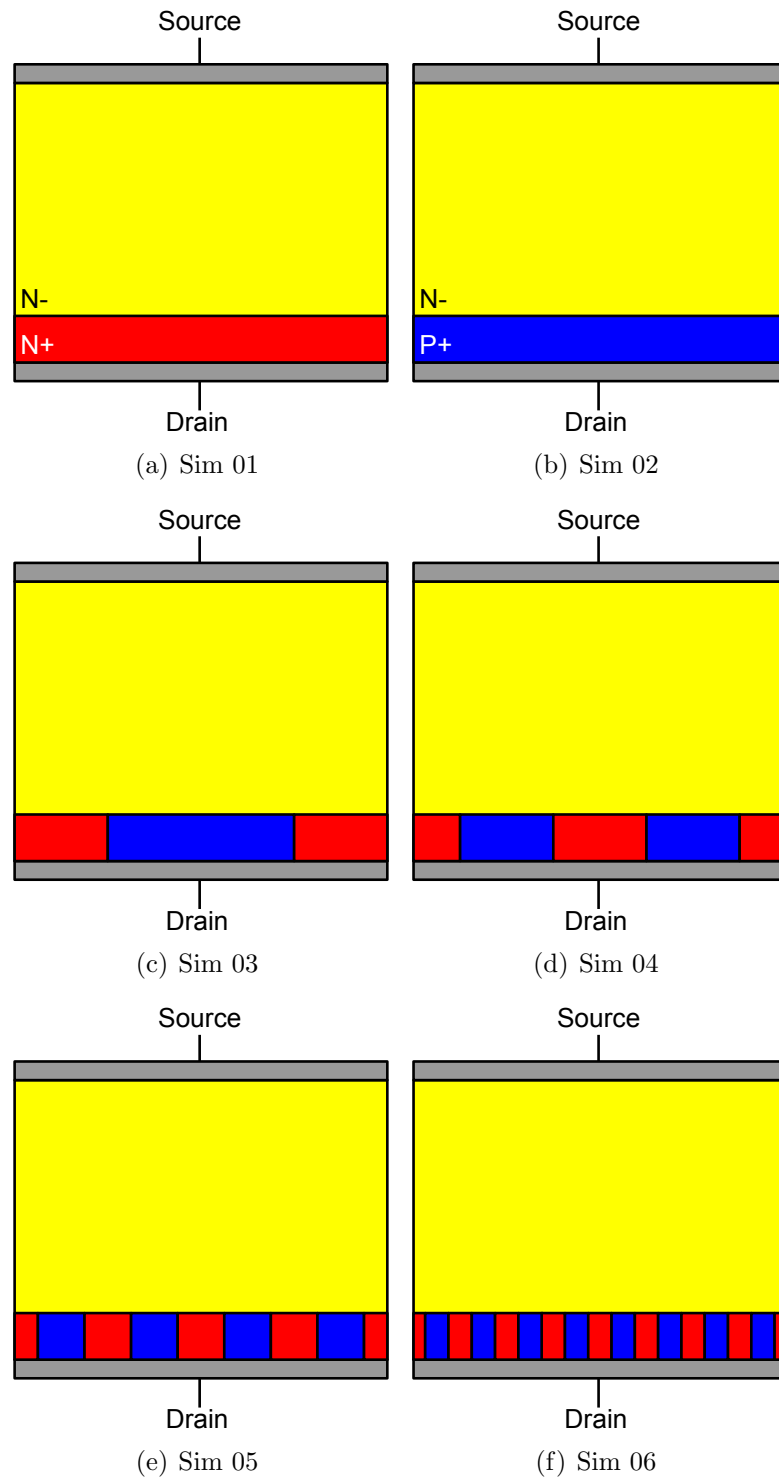 Source Source
N- N-
N+ P+
Drain Drain
(a) Sim 01 (b) Sim 02
Source Source
Drain Drain
(c) Sim 03 (d) Sim 04
Source Source
Drain Drain
(e) Sim 05 (f) Sim 06